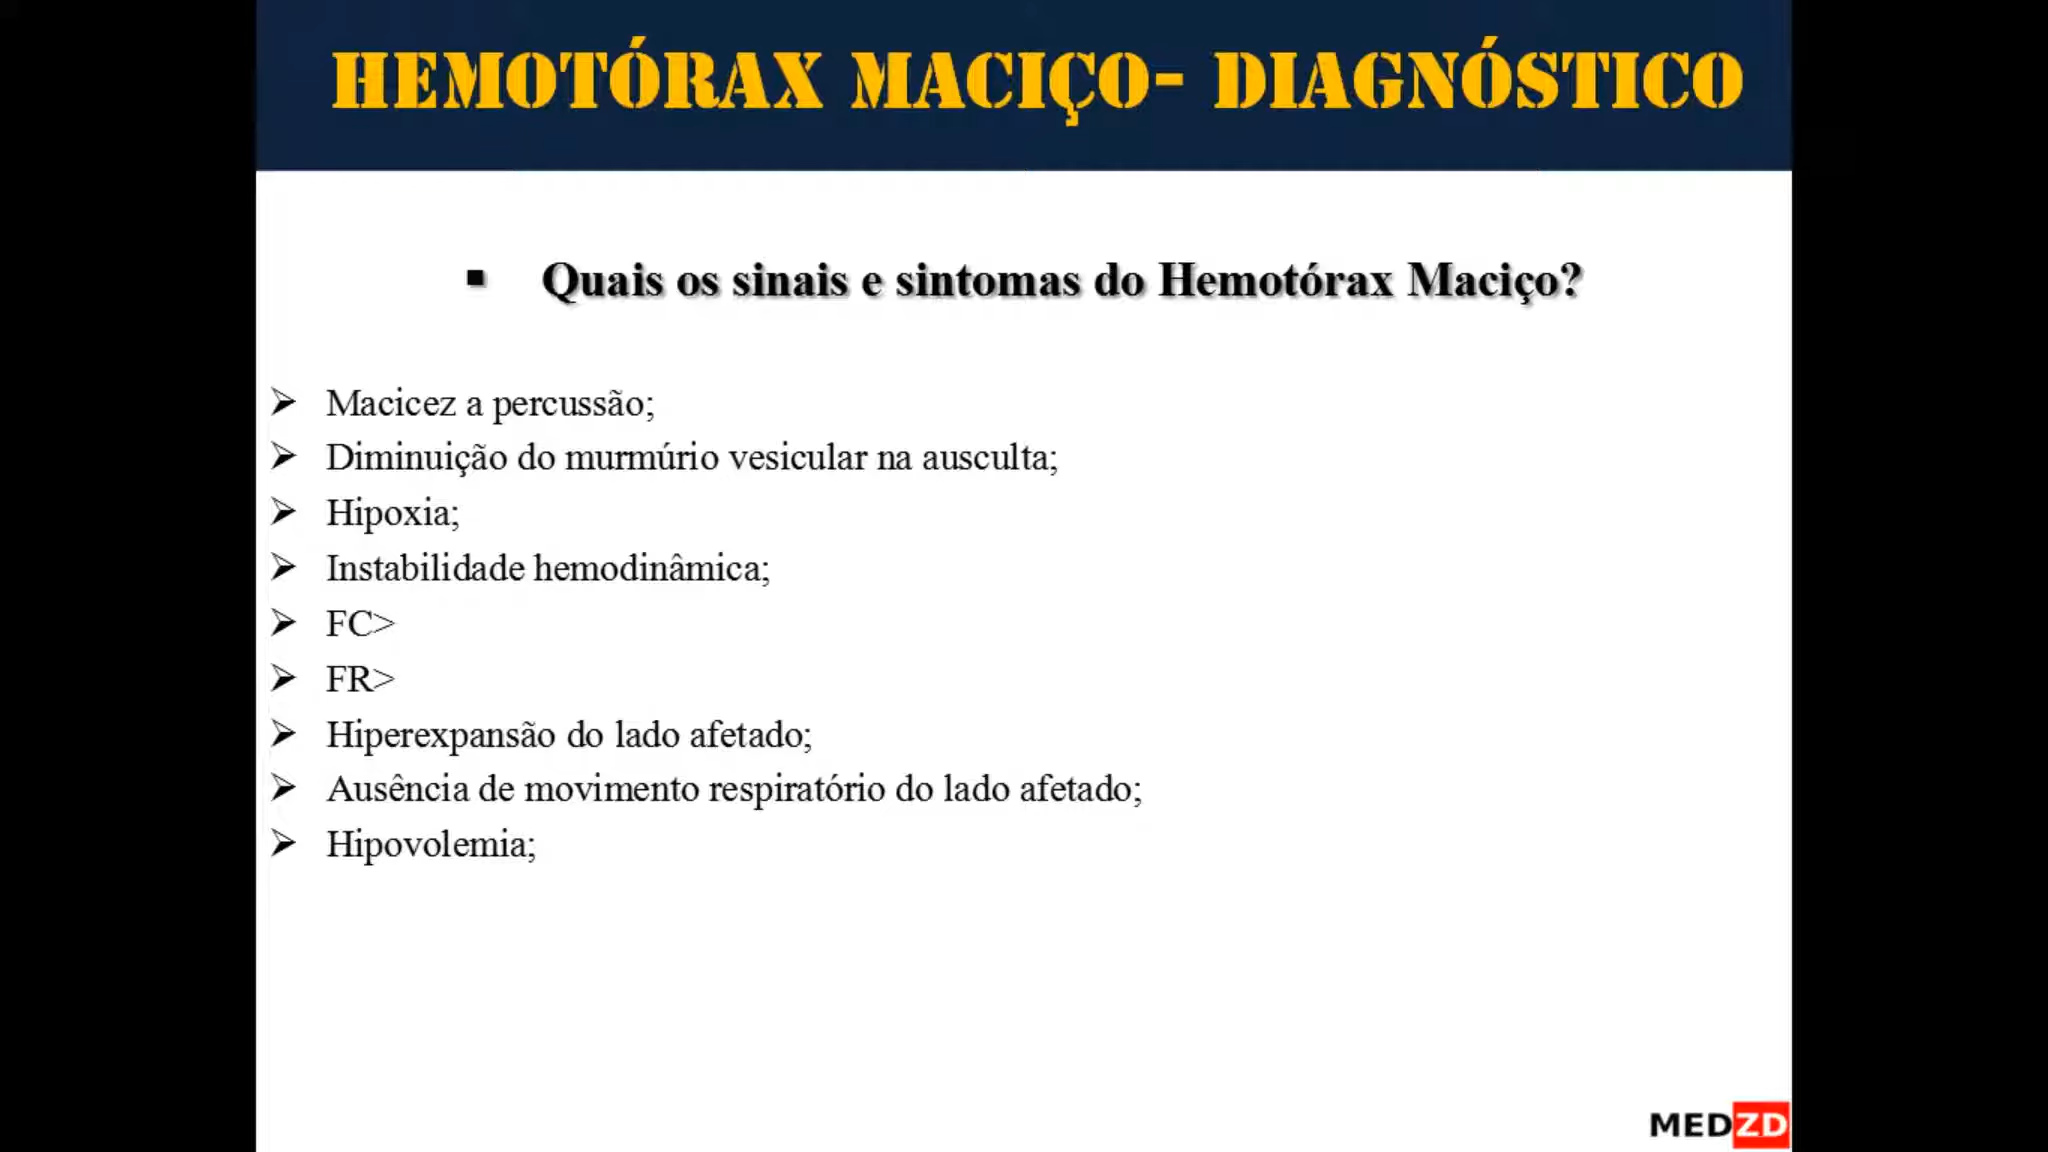 HEMOTÓRAX MACIÇO- DIAGNÓSTICO
▪ Quais os sinais e sintomas do Hemotórax Maciço?
➢ Macicez a percussão;
➢ Diminuição do murmúrio vesicular na ausculta;
➢ Hipoxia;
➢ Instabilidade hemodinâmica;
➢ FC>
➢ FR>
➢ Hiperexpansão do lado afetado;
➢ Ausência de movimento respiratório do lado afetado;
➢ Hipovolemia;
MEDZD